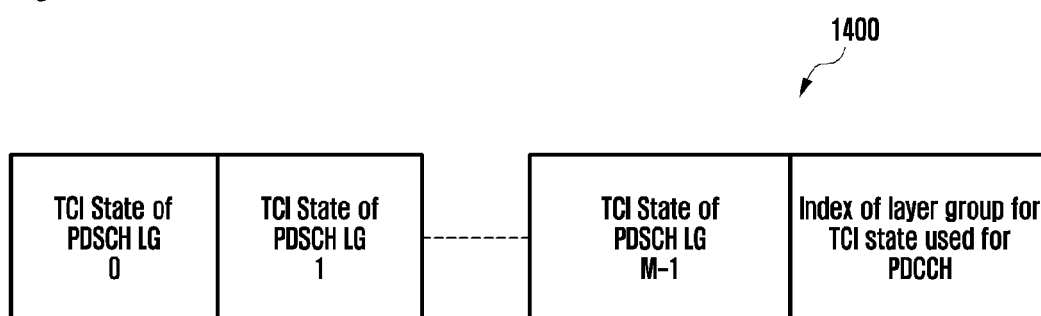 1400
TCI State of
PDSCH LG
0
TCI State of
PDSCH LG
1
TCI State of
PDSCH LG
M-1
Index of layer group for
TCI state used for
PDCCH